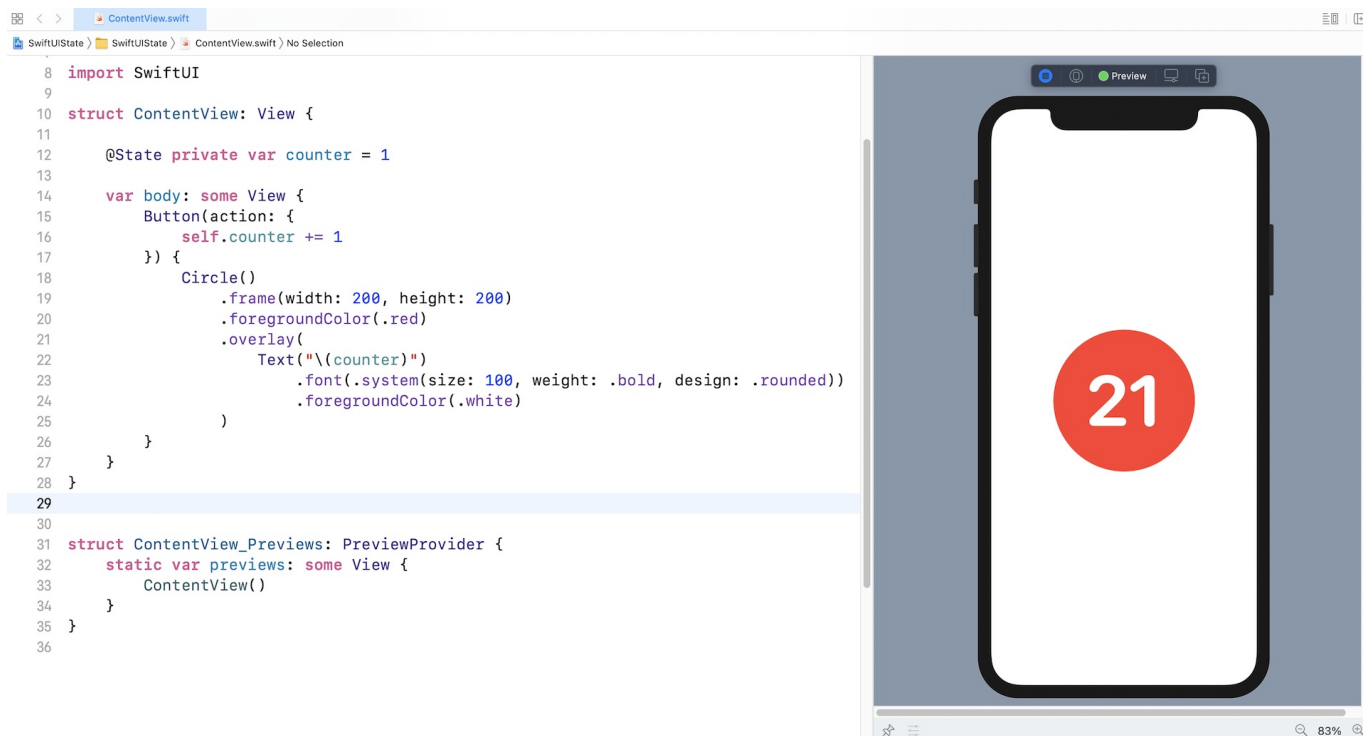 ContentView.swift
SwiftUIState 〉 SwiftUIState 〉 ContentView.swift 〉 No Selection
8 import SwiftUI
9
10 struct ContentView: View {
11
12     @State private var counter = 1
13
14     var body: some View {
15         Button(action: {
16             self.counter += 1
17         }) {
18             Circle()
19                 .frame(width: 200, height: 200)
20                 .foregroundColor(.red)
21                 .overlay(
22                     Text("\(counter)")
23                         .font(.system(size: 100, weight: .bold, design: .rounded))
24                         .foregroundColor(.white)
25                 )
26         }
27     }
28 }
29
30
31 struct ContentView_Previews: PreviewProvider {
32     static var previews: some View {
33         ContentView()
34     }
35 }
36
Preview
21
83%